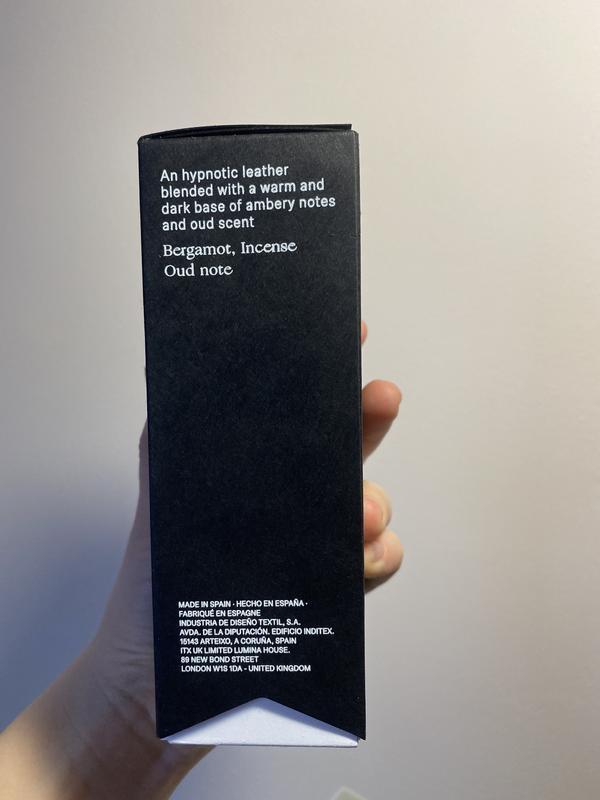 An hypnotic leather
blended with a warm and
dark base of ambery notes
and oud scent
Bergamot, Incense
Oud note
MADE IN SPAIN · HECHO EN ESPAÑA ·
FABRIQUÉ EN ESPAGNE
INDUSTRIA DE DISEÑO TEXTIL, S.A.
AVDA. DE LA DIPUTACIÓN. EDIFICIO INDITEX.
15143 ARTEIXO, A CORUÑA, SPAIN
ITX UK LIMITED LUMINA HOUSE.
89 NEW BOND STREET
LONDON W1S 1DA - UNITED KINGDOM